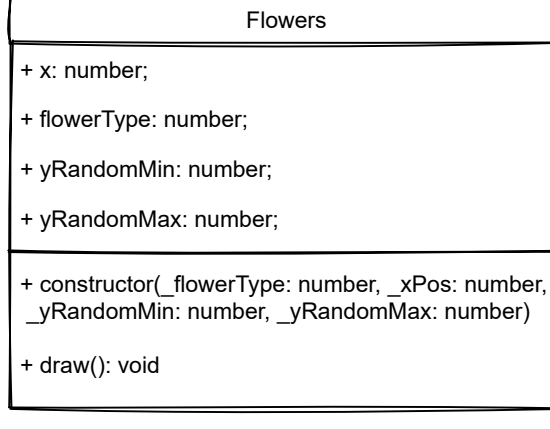 Flowers
+ x: number;
+ flowerType: number;
+ yRandomMin: number;
+ yRandomMax: number;
+ constructor(_flowerType: number, _xPos: number,
_yRandomMin: number, _yRandomMax: number)
+ draw(): void